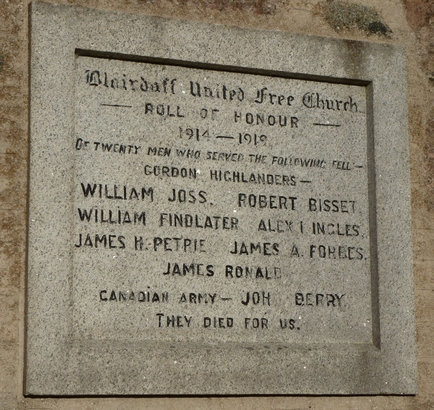 Blairdaff United Free Church
— ROLL OF HONOUR —
1914 — 1919
OF TWENTY MEN WHO SERVED THE FOLLOWING FELL—
GORDON HIGHLANDERS—
WILLIAM JOSS. ROBERT BISSET
WILLIAM FINDLATER ALEX I INGLES.
JAMES H. PETRIE JAMES A. FORBES.
JAMES RONALD
CANADIAN ARMY — JOH BERRY.
THEY DIED FOR US.